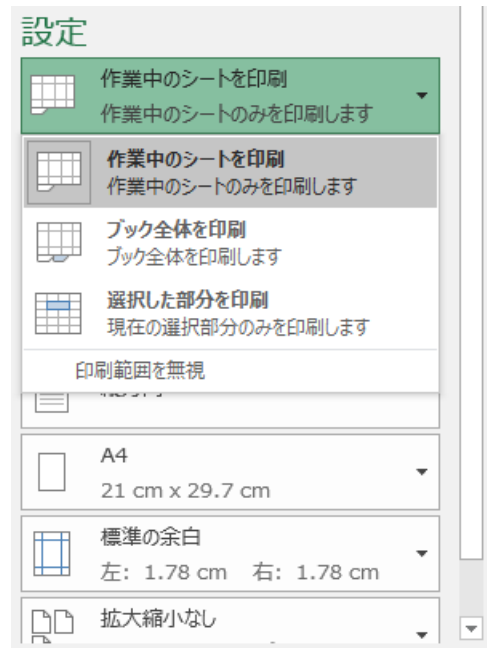 設定
作業中のシートを印刷
作業中のシートのみを印刷します
作業中のシートを印刷
作業中のシートのみを印刷します
ブック全体を印刷
ブック全体を印刷します
選択した部分を印刷
現在の選択部分のみを印刷します
印刷範囲を無視
A4
21 cm x 29.7 cm
標準の余白
左: 1.78 cm 右: 1.78 cm
拡大縮小なし